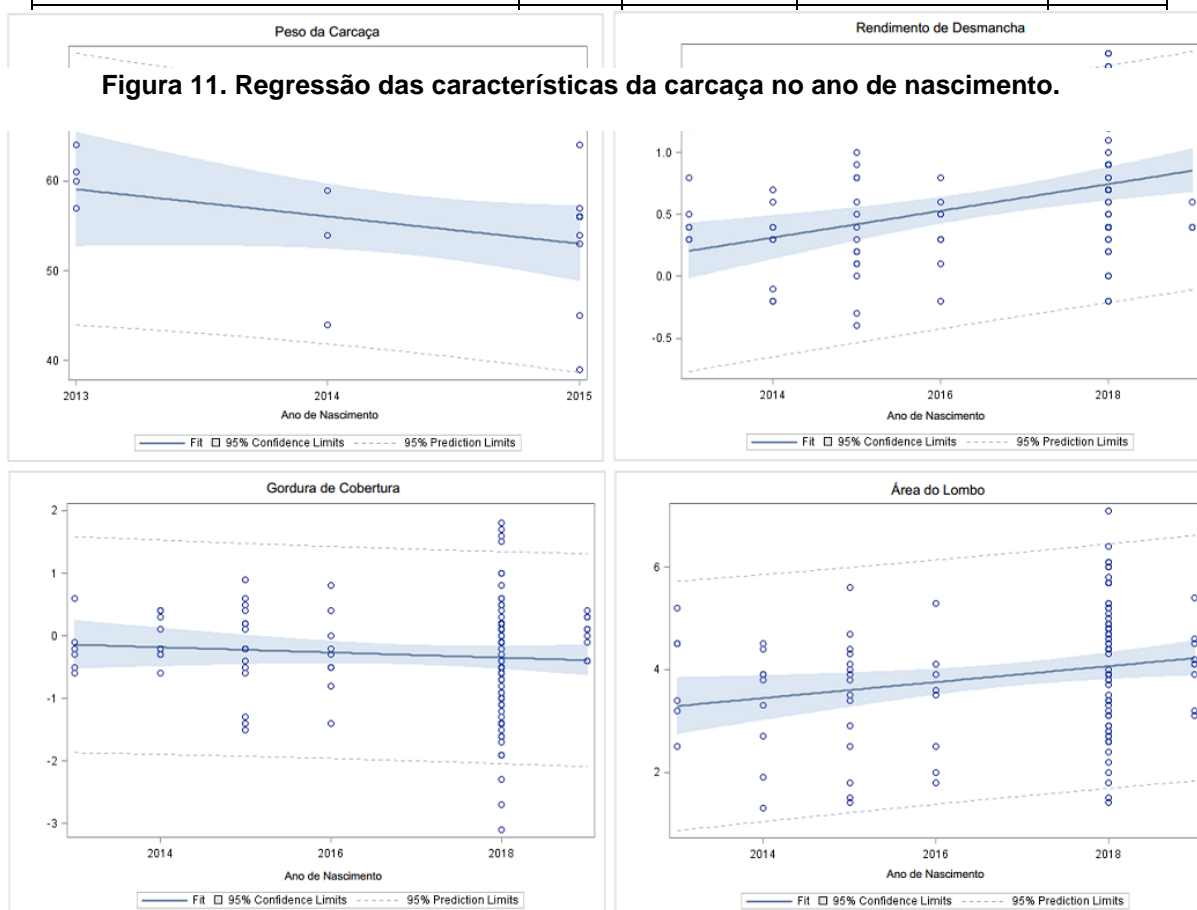 Peso da Carcaça
Rendimento de Desmancha
Figura 11. Regressão das características da carcaça no ano de nascimento.
60
50
40
2013
2014
2015
Ano de Nascimento
Fit 95% Confidence Limits 95% Prediction Limits
1.0
0.5
0.0
-0.5
2014
2016
2018
Ano de Nascimento
Fit 95% Confidence Limits 95% Prediction Limits
Gordura de Cobertura
2
1
0
-1
-2
-3
2014
2016
2018
Ano de Nascimento
Fit 95% Confidence Limits 95% Prediction Limits
Área do Lombo
6
4
2
2014
2016
2018
Ano de Nascimento
Fit 95% Confidence Limits 95% Prediction Limits